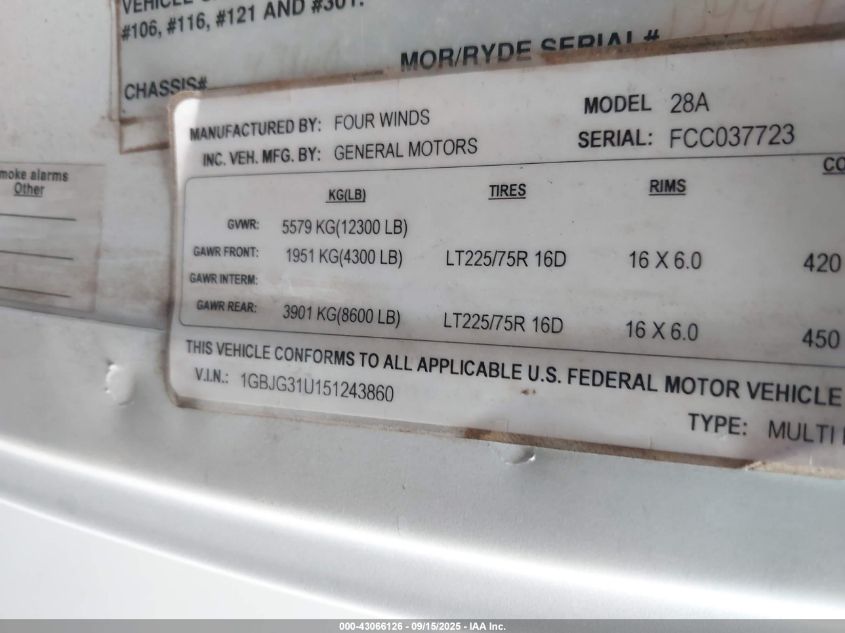 VEHICLE
#106, #116, #121 AND #301.
MOR/RYDE SERIAL#
CHASSIS#
moke alarms
Other
MANUFACTURED BY: FOUR WINDS MODEL 28A
INC. VEH. MFG. BY: GENERAL MOTORS SERIAL: FCC037723
KG(LB) TIRES RIMS CO
GVWR: 5579 KG(12300 LB)
GAWR FRONT: 1951 KG(4300 LB) LT225/75R 16D 16 X 6.0 420
GAWR INTERM:
GAWR REAR: 3901 KG(8600 LB) LT225/75R 16D 16 X 6.0 450
THIS VEHICLE CONFORMS TO ALL APPLICABLE U.S. FEDERAL MOTOR VEHICLE
V.I.N.: 1GBJG31U151243860
TYPE: MULTI
000-43066126 - 09/15/2025 - IAA Inc.